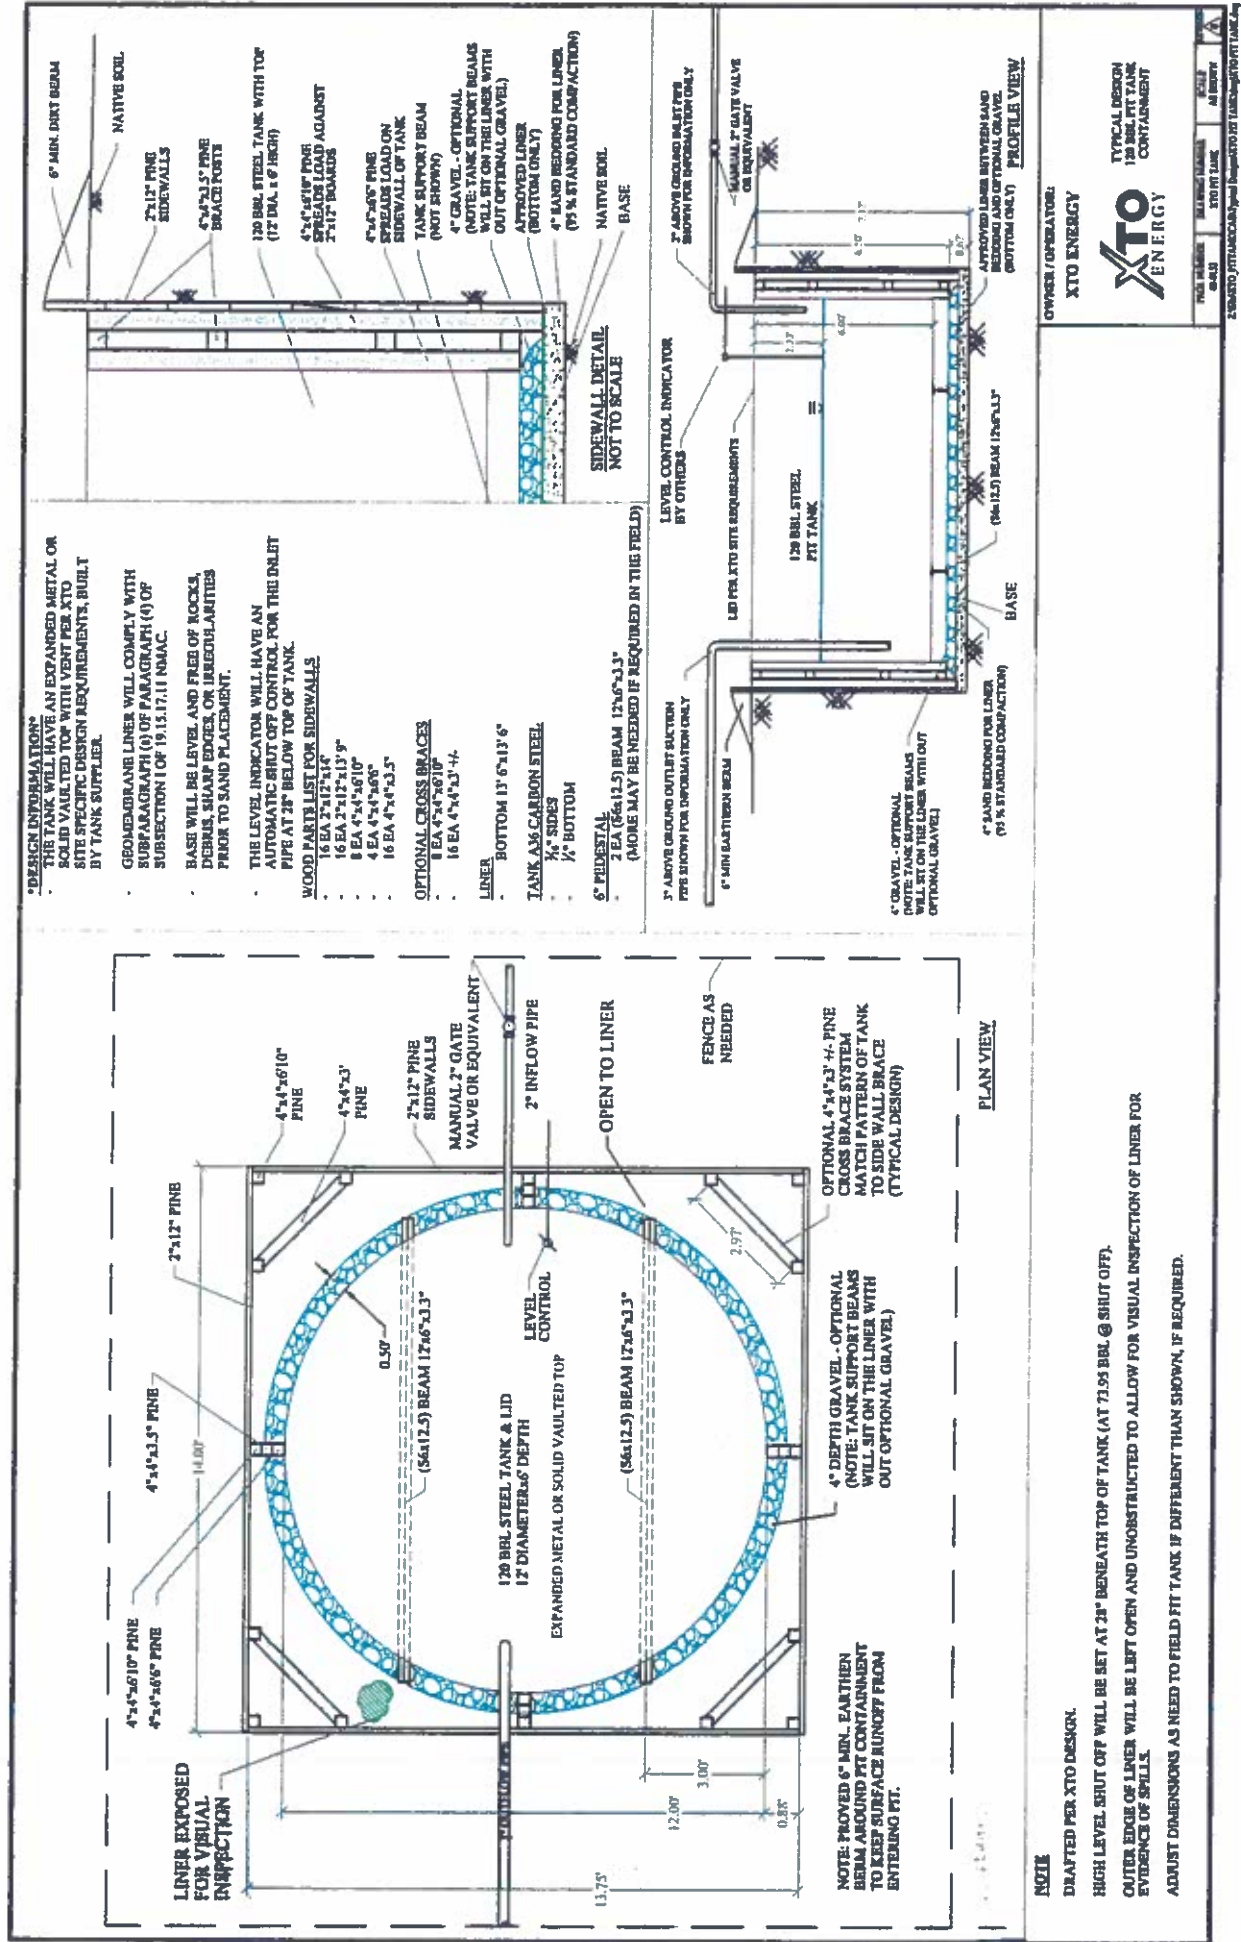 *DESIGN INFORMATION*
- THE TANK WILL HAVE AN EXPANDED METAL OR
SOLID VAULTED TOP WITH VENT PER XTO
SITE SPECIFIC DESIGN REQUIREMENTS, BUILT
BY TANK SUPPLIER.
- GEOMEMBRANE LINER WILL COMPLY WITH
SUBPARAGRAPH (a) OF PARAGRAPH (4) OF
SUBSECTION I OF 19.15.17.11 NMAC.
- BASE WILL BE LEVEL AND FREE OF ROCKS,
DEBRIS, SHARP EDGES, OR IRREGULARITIES
PRIOR TO SAND PLACEMENT.
- THE LEVEL INDICATOR WILL HAVE AN
AUTOMATIC SHUT OFF CONTROL FOR THE INLET
PIPE AT 28" BELOW TOP OF TANK.
WOOD PARTS LIST FOR SIDEWALLS
- 16 EA 2"x12"x14'
- 16 EA 2"x12"x13'9"
- 8 EA 4"x4"x6'10"
- 4 EA 4"x4"x6'6"
- 16 EA 4"x4"x3.5"
OPTIONAL CROSS BRACES
- 8 EA 4"x4"x6'10"
- 16 EA 4"x4"x3' +/-
LINER
- BOTTOM 13' 6"x13'6"
TANK A36 CARBON STEEL
- SIDES
- BOTTOM
6" PEDESTAL
- 2 EA (S6x12.5) BEAM 12'x6"x3.3"
(MORE MAY BE NEEDED IF REQUIRED IN THE FIELD)
6" MIN. DIRT BERM
NATIVE SOIL
2"x12" PINE
SIDEWALLS
4"x4"x3.5" PINE
BRACE POSTS
120 BBL STEEL TANK WITH TOP
(12' DIA. x 6' HIGH)
4"x4"x6'10" PINE
SPREADS LOAD AGAINST
2"x12" BOARDS
4"x4"x6'6" PINE
SPREADS LOAD ON
SIDEWALL OF TANK
TANK SUPPORT BEAM
(NOT SHOWN)
4" GRAVEL - OPTIONAL
(NOTE: TANK SUPPORT BEAMS
WILL SIT ON THE LINER WITH
OUT OPTIONAL GRAVEL)
APPROVED LINER
(BOTTOM ONLY)
4" SAND BEDDING FOR LINER
(95 % STANDARD COMPACTION)
NATIVE SOIL
BASE
SIDEWALL DETAIL
NOT TO SCALE
LINER EXPOSED
FOR VISUAL
INSPECTION
4"x4"x6'10" PINE
4"x4"x6'6" PINE
4"x4"x3.5" PINE
2"x12" PINE
14.00'
4"x4"x6'10"
PINE
4"x4"x3'
PINE
2"x12" PINE
SIDEWALLS
MANUAL 2" GATE
VALVE OR EQUIVALENT
2" INFLOW PIPE
OPEN TO LINER
FENCE AS
NEEDED
0.50'
(S6x12.5) BEAM 12'x6"x3.3"
LEVEL
CONTROL
120 BBL STEEL TANK & LID
12' DIAMETERx6' DEPTH
EXPANDED METAL OR SOLID VAULTED TOP
(S6x12.5) BEAM 12'x6"x3.3"
2.97'
13.75'
12.00'
3.00'
0.88'
4" DEPTH GRAVEL - OPTIONAL
(NOTE: TANK SUPPORT BEAMS
WILL SIT ON THE LINER WITH
OUT OPTIONAL GRAVEL)
OPTIONAL 4"x4"x3' +/- PINE
CROSS BRACE SYSTEM
MATCH PATTERN OF TANK
TO SIDE WALL BRACE
(TYPICAL DESIGN)
NOTE: PROVED 6" MIN.. EARTHEN
BERM AROUND PIT CONTAINMENT
TO KEEP SURFACE RUNOFF FROM
ENTERING PIT.
PLAN VIEW
3" ABOVE GROUND OUTLET SUCTION
PIPE SHOWN FOR INFORMATION ONLY
6" MIN EARTHERN BERM
LEVEL CONTROL INDICATOR
BY OTHERS
LID PER XTO SITE REQUIREMENTS
120 BBL STEEL
PIT TANK
2" ABOVE GROUND INLET PIPE
SHOWN FOR INFORMATION ONLY
MANUAL 2" GATE VALVE
OR EQUIVALENT
6.00'
4" GRAVEL - OPTIONAL
(NOTE: TANK SUPPORT BEAMS
WILL SIT ON THE LINER WITH OUT
OPTIONAL GRAVEL)
4" SAND BEDDING FOR LINER
(95 % STANDARD COMPACTION)
BASE
(S6x12.5) BEAM 12'x6"x3.3"
APPROVED LINER BETWEEN SAND
BEDDING AND OPTIONAL GRAVEL
(BOTTOM ONLY)
PROFILE VIEW
NOTE
DRAFTED PER XTO DESIGN.
HIGH LEVEL SHUT OFF WILL BE SET AT 28" BENEATH TOP OF TANK (AT 73.95 BBL @ SHUT OFF).
OUTER EDGE OF LINER WILL BE LEFT OPEN AND UNOBSTRUCTED TO ALLOW FOR VISUAL INSPECTION OF LINER FOR
EVIDENCE OF SPILLS.
ADJUST DIMENSIONS AS NEED TO FIELD FIT TANK IF DIFFERENT THAN SHOWN, IF REQUIRED.
OWNER / OPERATOR:
XTO ENERGY
XTO
ENERGY
TYPICAL DESIGN
120 BBL PIT TANK
CONTAINMENT